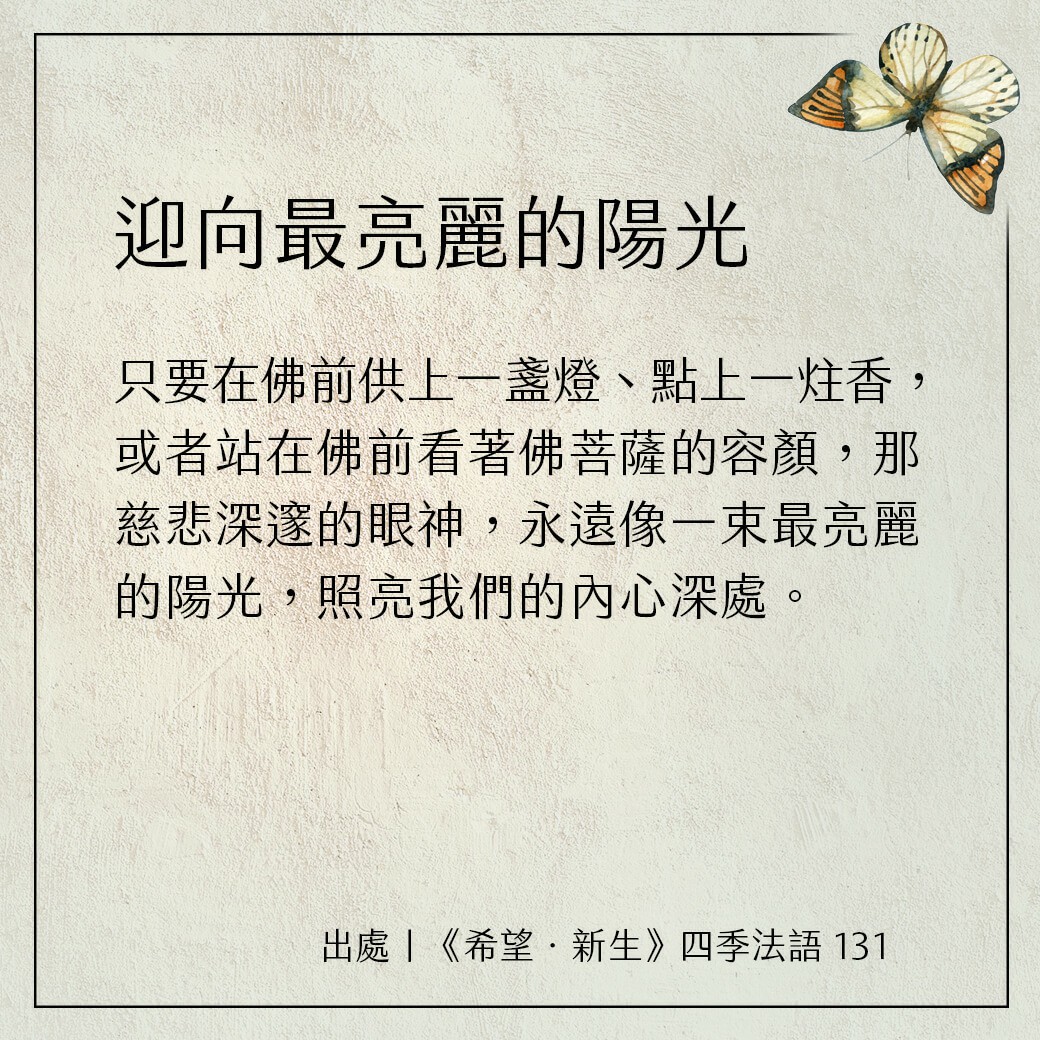 迎向最亮麗的陽光
只要在佛前供上一盞燈、點上一炷香，
或者站在佛前看著佛菩薩的容顏，那
慈悲深邃的眼神，永遠像一束最亮麗
的陽光，照亮我們的內心深處。
出處｜《希望．新生》四季法語 131